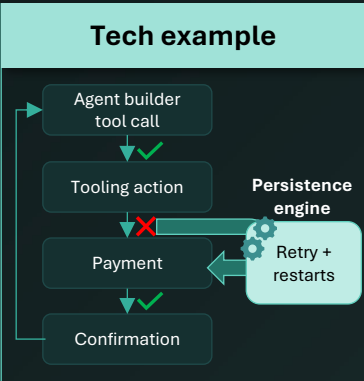 Tech example
Agent builder
tool call
Tooling action
Persistence
engine
Payment
Retry +
restarts
Confirmation